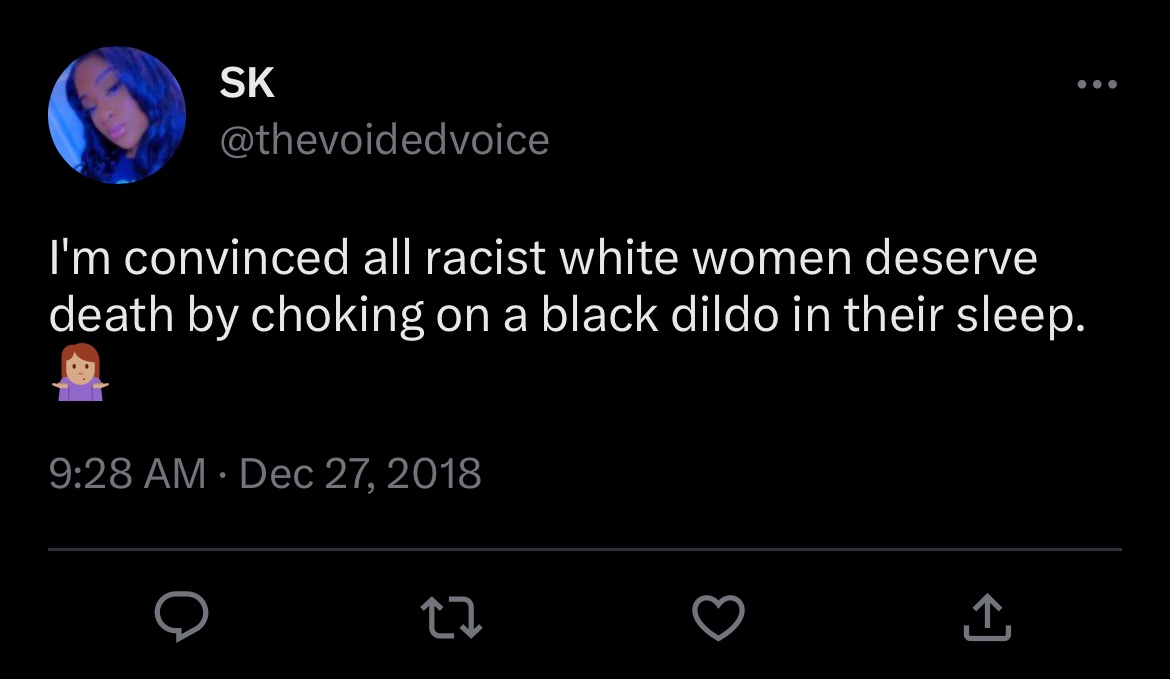 SK
@thevoidedvoice
I'm convinced all racist white women deserve
death by choking on a black dildo in their sleep.
🤷🏼‍♀️
9:28 AM · Dec 27, 2018